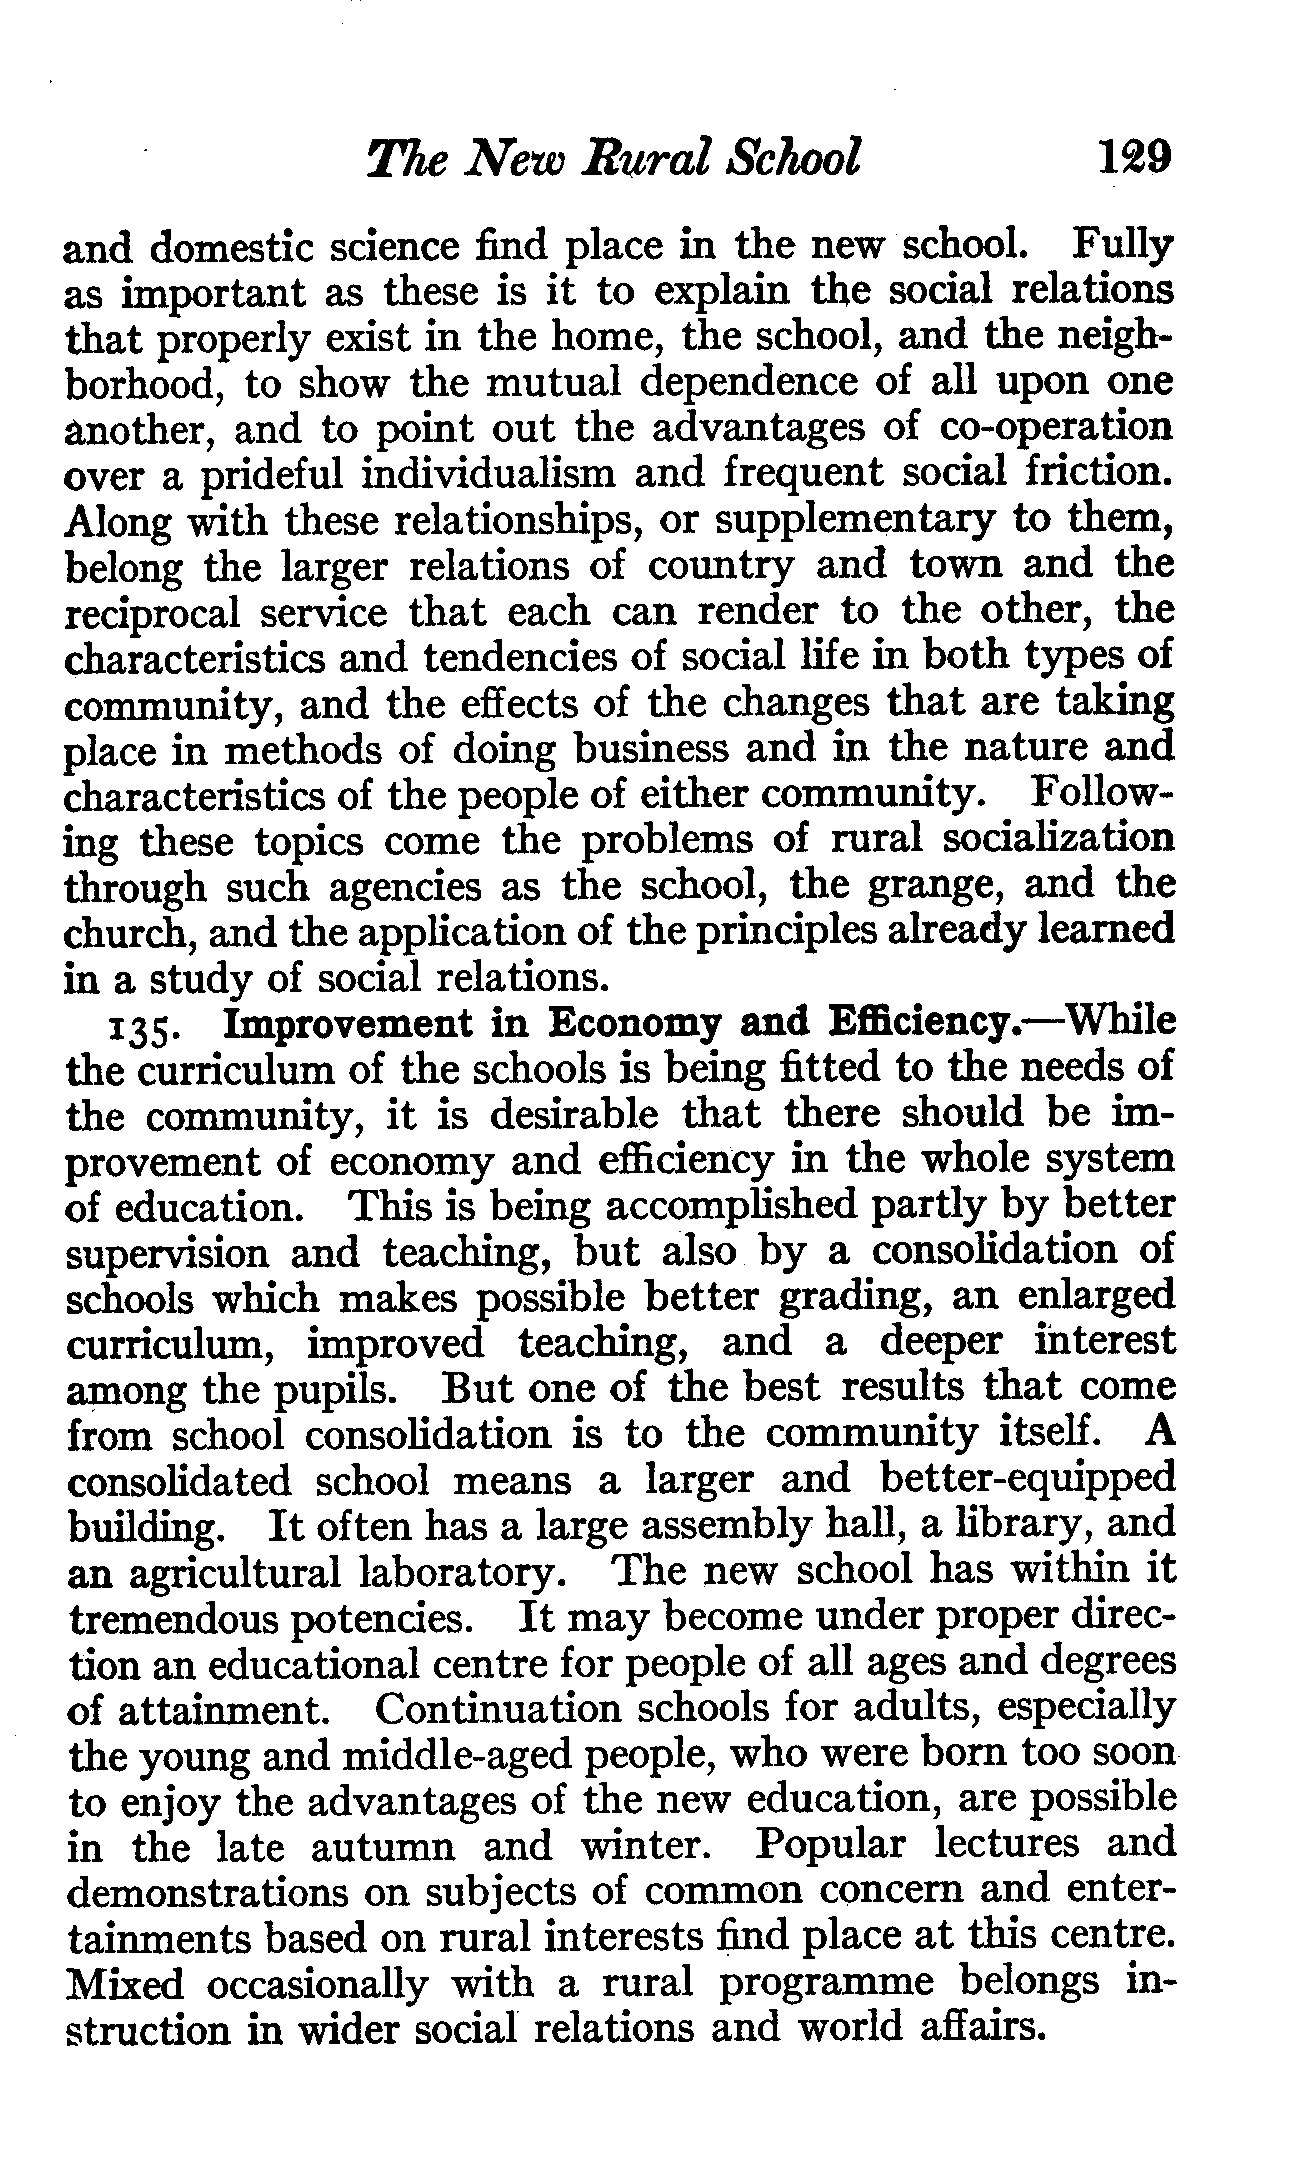 The New Rural School 129
and domestic science find place in the new school. Fully
as important as these is it to explain the social relations
that properly exist in the home, the school, and the neigh-
borhood, to show the mutual dependence of all upon one
another, and to point out the advantages of co-operation
over a prideful individualism and frequent social friction.
Along with these relationships, or supplementary to them,
belong the larger relations of country and town and the
reciprocal service that each can render to the other, the
characteristics and tendencies of social life in both types of
community, and the effects of the changes that are taking
place in methods of doing business and in the nature and
characteristics of the people of either community. Follow-
ing these topics come the problems of rural socialization
through such agencies as the school, the grange, and the
church, and the application of the principles already learned
in a study of social relations.
135. Improvement in Economy and Efficiency.—While
the curriculum of the schools is being fitted to the needs of
the community, it is desirable that there should be im-
provement of economy and efficiency in the whole system
of education. This is being accomplished partly by better
supervision and teaching, but also by a consolidation of
schools which makes possible better grading, an enlarged
curriculum, improved teaching, and a deeper interest
among the pupils. But one of the best results that come
from school consolidation is to the community itself. A
consolidated school means a larger and better-equipped
building. It often has a large assembly hall, a library, and
an agricultural laboratory. The new school has within it
tremendous potencies. It may become under proper direc-
tion an educational centre for people of all ages and degrees
of attainment. Continuation schools for adults, especially
the young and middle-aged people, who were born too soon
to enjoy the advantages of the new education, are possible
in the late autumn and winter. Popular lectures and
demonstrations on subjects of common concern and enter-
tainments based on rural interests find place at this centre.
Mixed occasionally with a rural programme belongs in-
struction in wider social relations and world affairs.